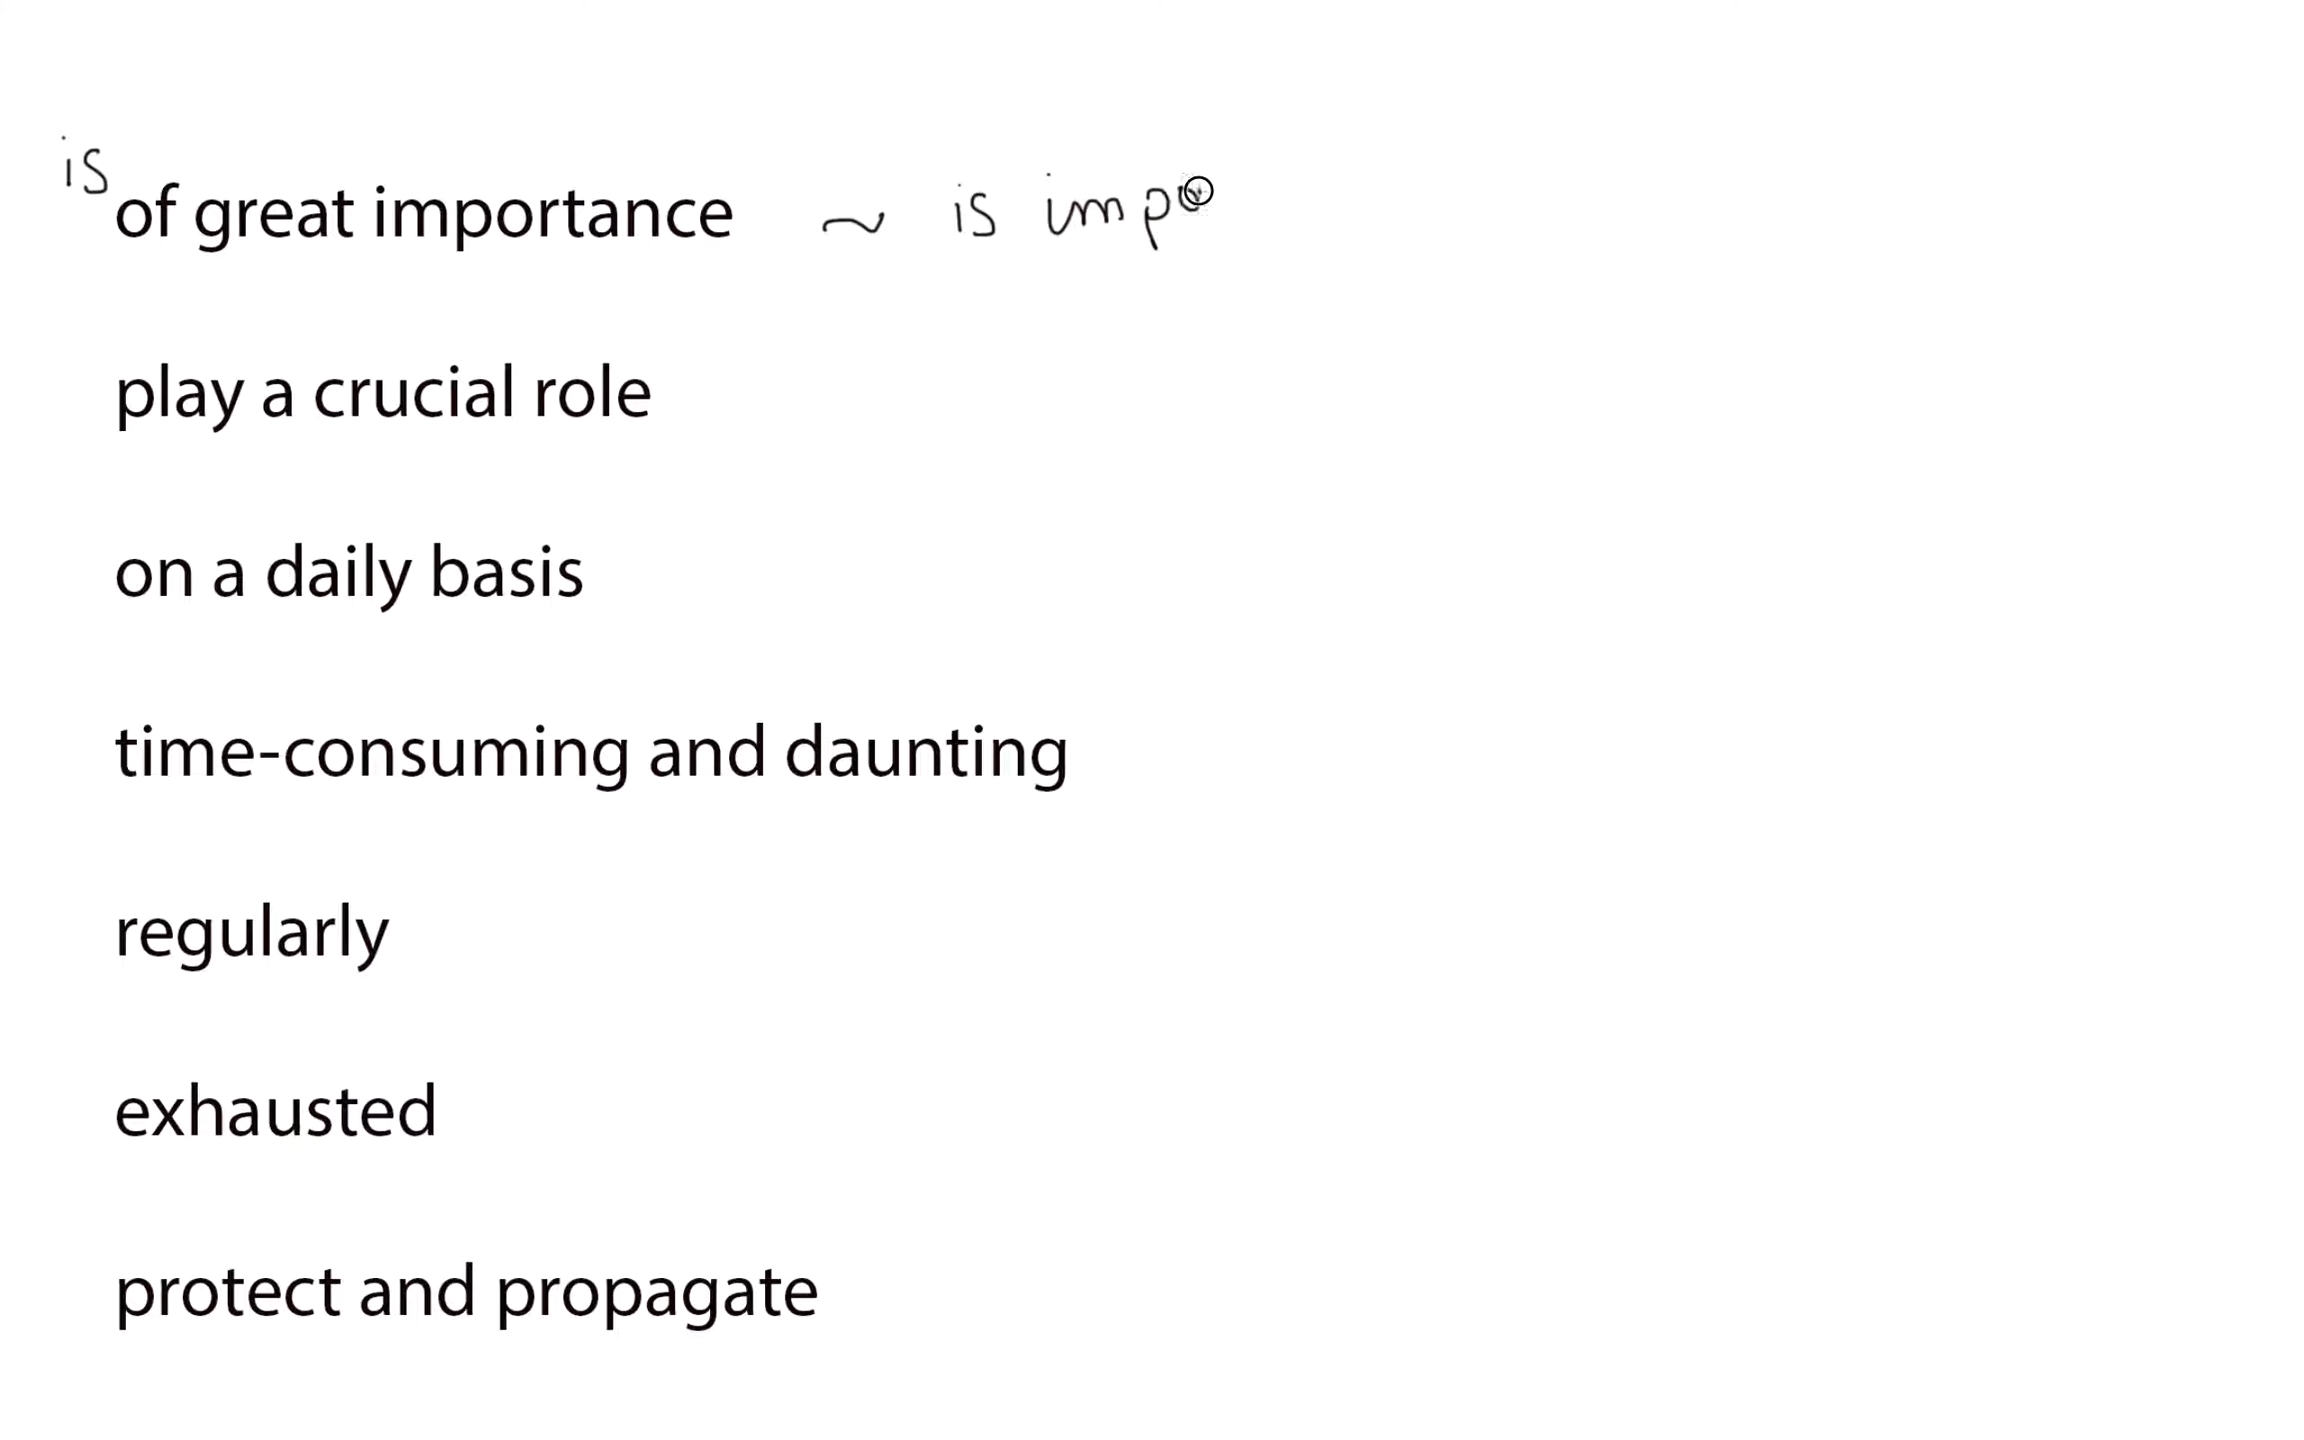 is of great importance ~ is impo
play a crucial role
on a daily basis
time-consuming and daunting
regularly
exhausted
protect and propagate